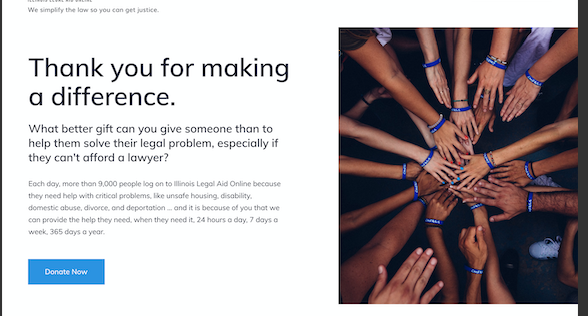 ILLINOIS LEGAL AID ONLINE
We simplify the law so you can get justice.
Thank you for making
a difference.
What better gift can you give someone than to
help them solve their legal problem, especially if
they can't afford a lawyer?
Each day, more than 9,000 people log on to Illinois Legal Aid Online because
they need help with critical problems, like unsafe housing, disability,
domestic abuse, divorce, and deportation ... and it is because of you that we
can provide the help they need, when they need it, 24 hours a day, 7 days a
week, 365 days a year.
Donate Now